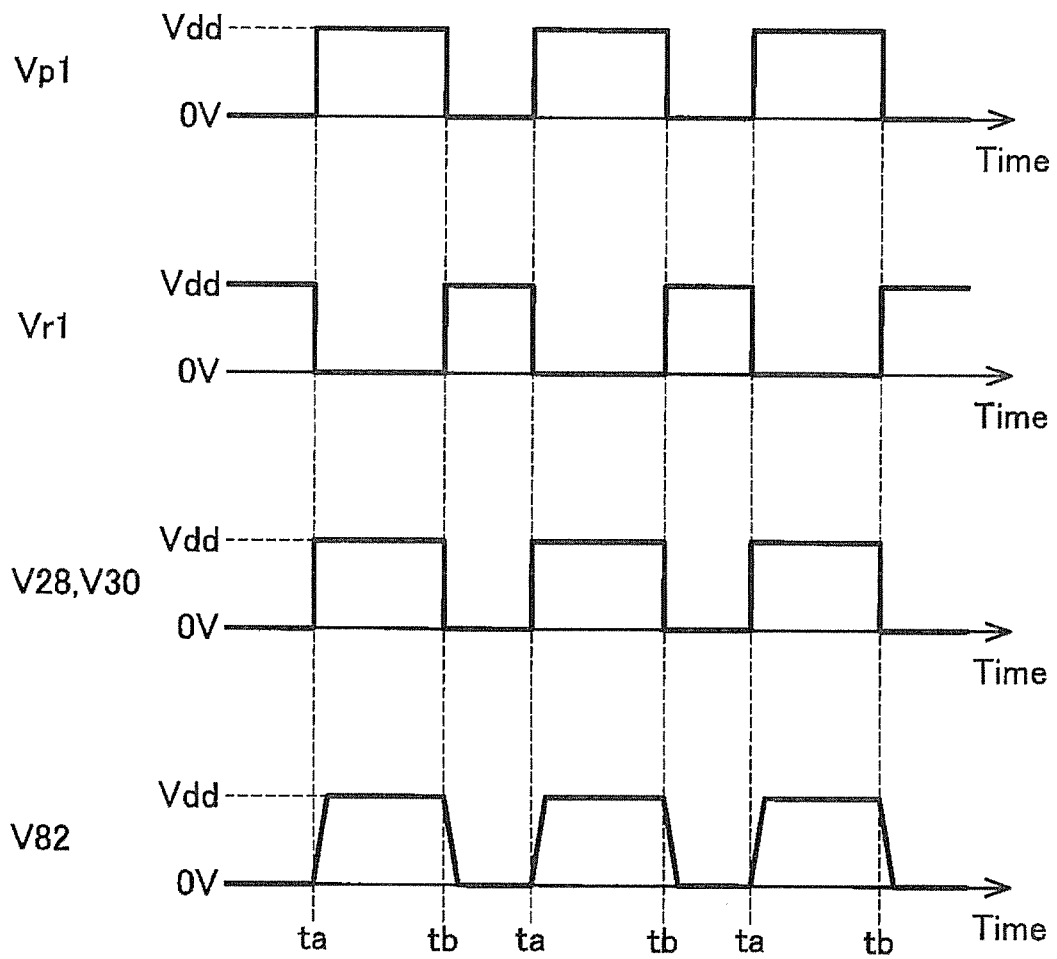 Vdd
Vp1
0V
Time
Vdd
Vr1
0V
Time
Vdd
V28,V30
0V
Time
Vdd
V82
0V
Time
ta tb ta tb ta tb